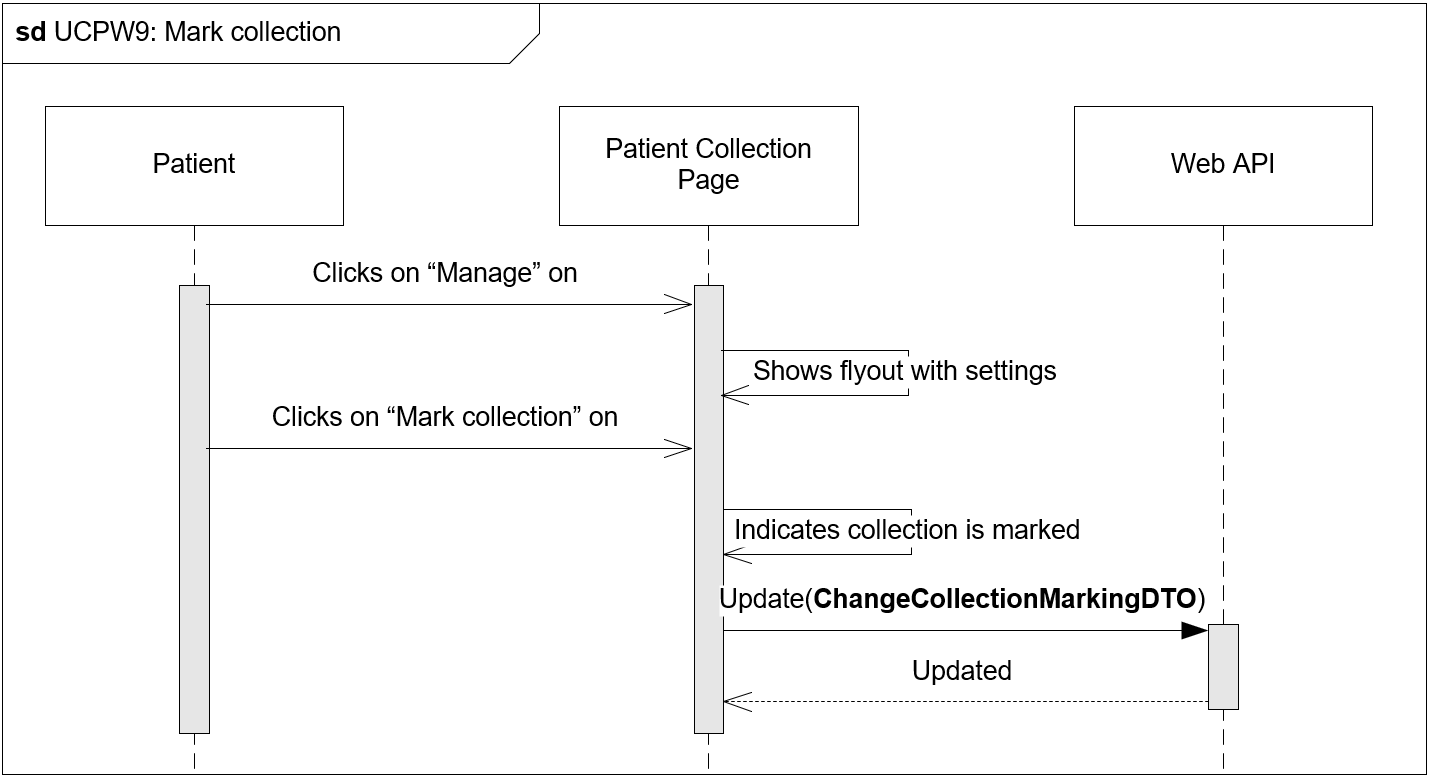 sd UCPW9: Mark collection
Patient
Patient Collection
Page
Web API
Clicks on “Manage” on
Shows flyout with settings
Clicks on “Mark collection” on
Indicates collection is marked
Update(ChangeCollectionMarkingDTO)
Updated